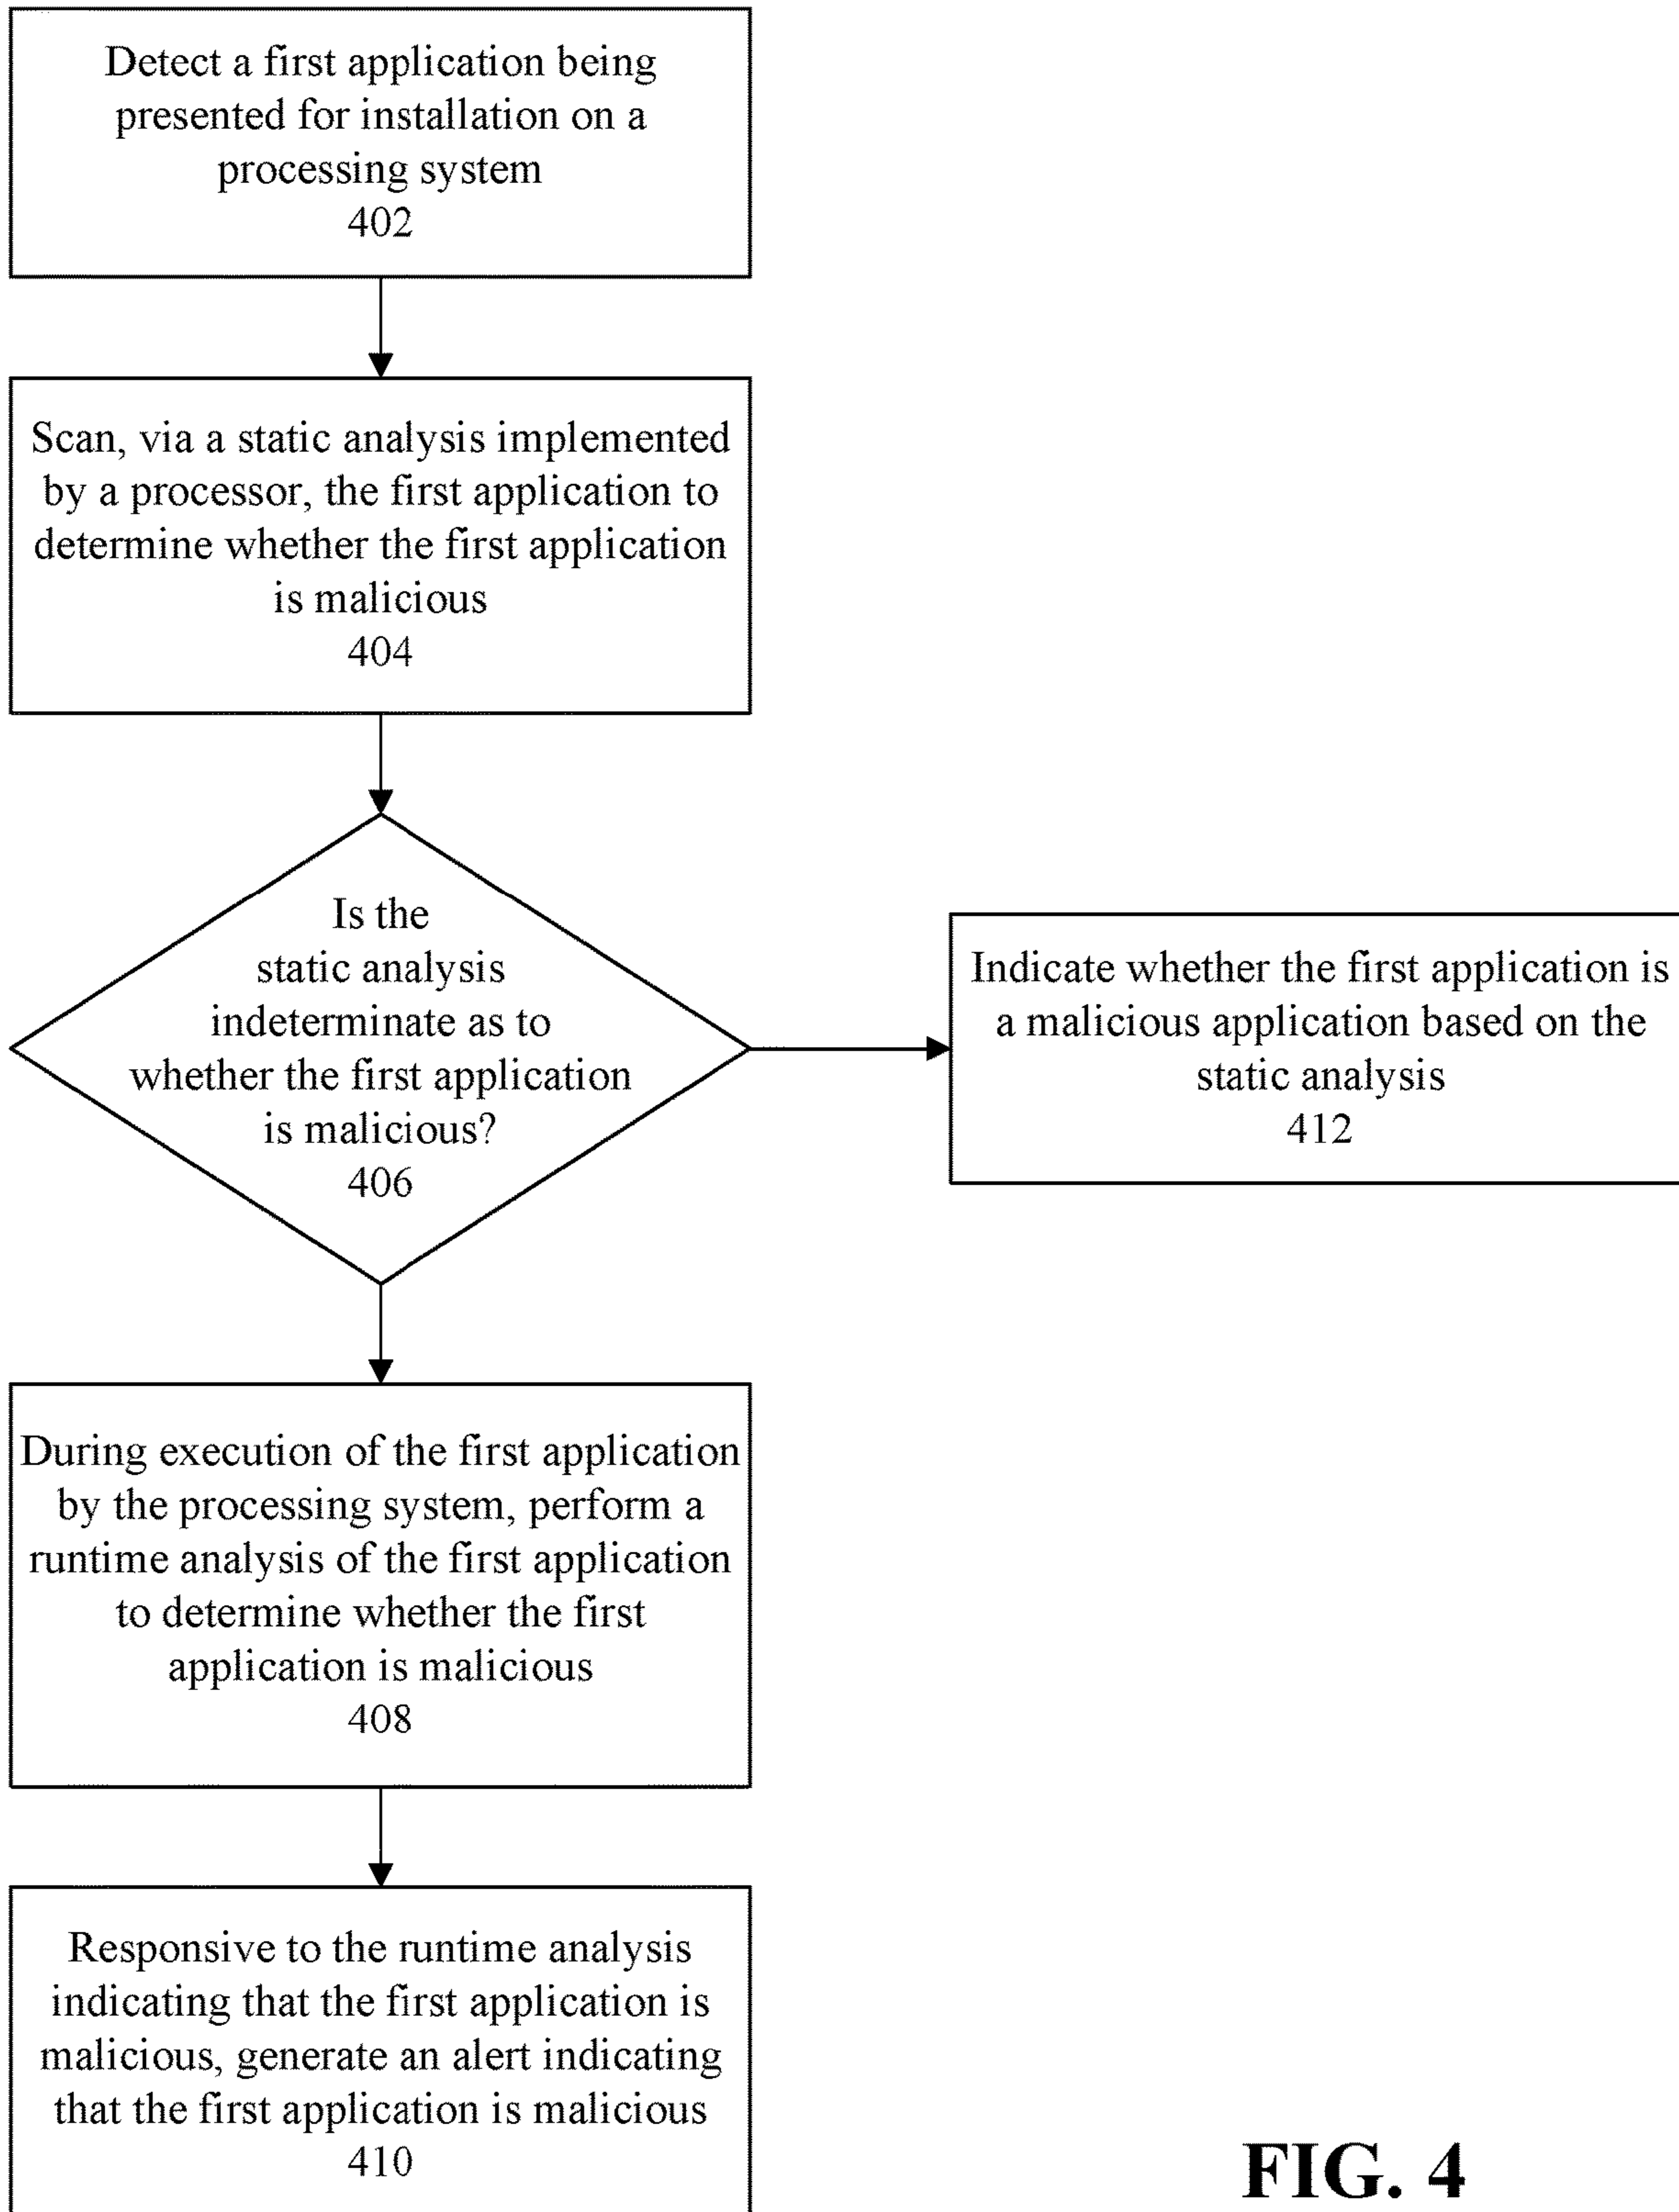 Detect a first application being
presented for installation on a
processing system
402
Scan, via a static analysis implemented
by a processor, the first application to
determine whether the first application
is malicious
404
Is the
static analysis
indeterminate as to
whether the first application
is malicious?
406
Indicate whether the first application is
a malicious application based on the
static analysis
412
During execution of the first application
by the processing system, perform a
runtime analysis of the first application
to determine whether the first
application is malicious
408
Responsive to the runtime analysis
indicating that the first application is
malicious, generate an alert indicating
that the first application is malicious
410
FIG. 4